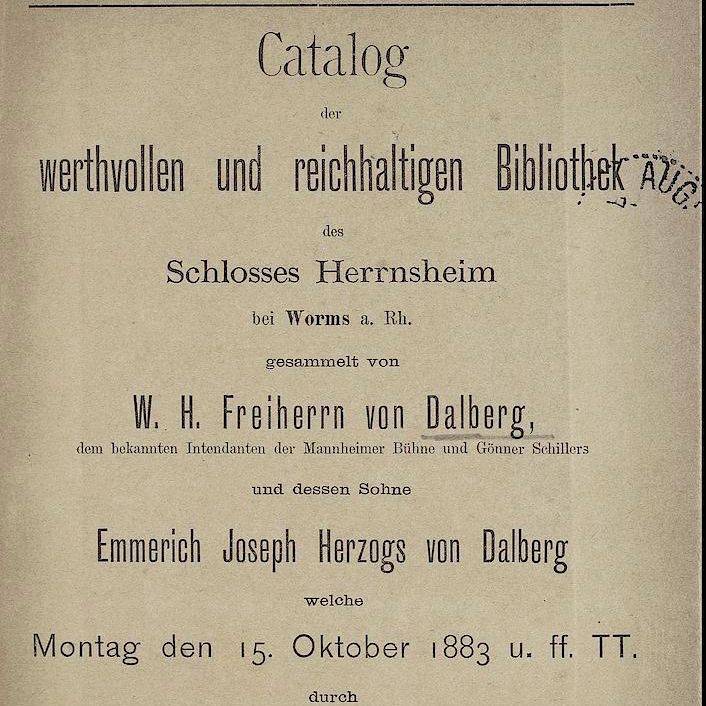 Catalog
der
werthvollen und reichhaltigen Bibliothek
AUG.
des
Schlosses Herrnsheim
bei Worms a. Rh.
gesammelt von
W. H. Freiherrn von Dalberg,
dem bekannten Intendanten der Mannheimer Bühne und Gönner Schillers
und dessen Sohne
Emmerich Joseph Herzogs von Dalberg
welche
Montag den 15. Oktober 1883 u. ff. TT.
durch